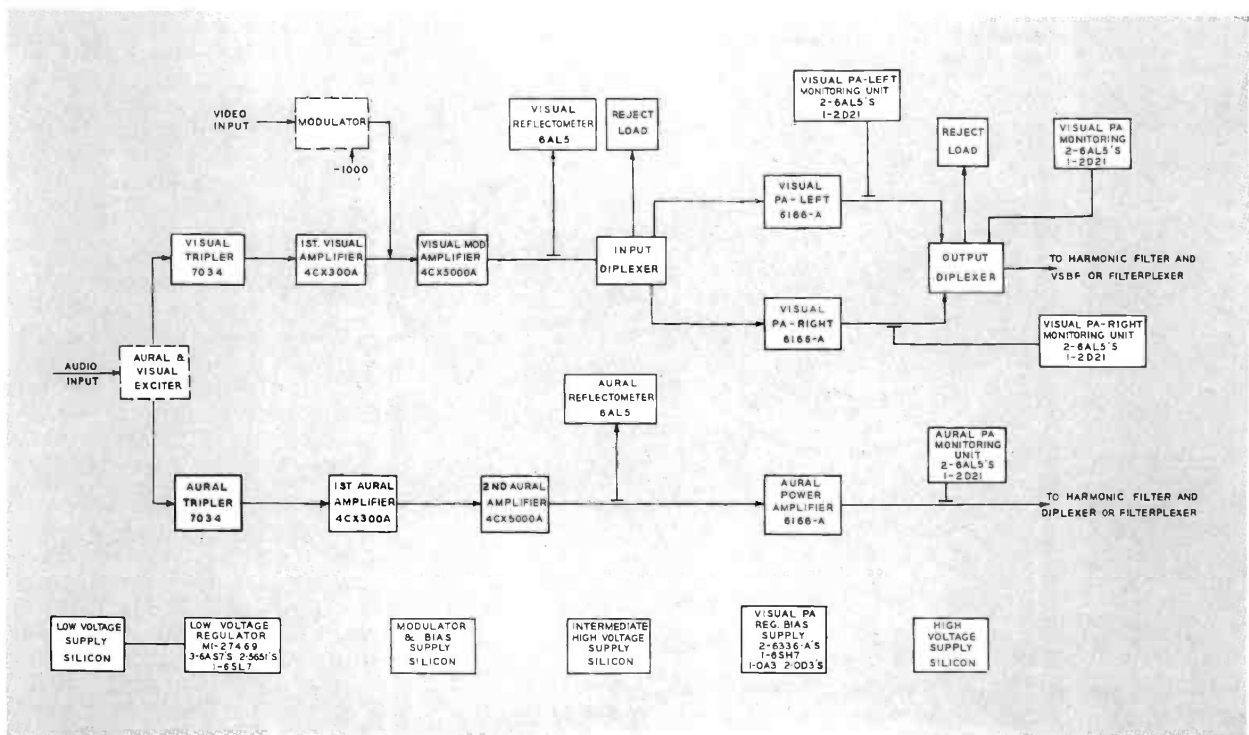 VIDEO
INPUT
MODULATOR
-1000
VISUAL
REFLECTOMETER
6AL5
REJECT
LOAD
VISUAL PA-LEFT
MONITORING UNIT
2-6AL5'S
1-2D21
REJECT
LOAD
VISUAL PA
MONITORING
2-6AL5'S
1-2D21
VISUAL
TRIPLER
7034
1ST. VISUAL
AMPLIFIER
4CX300A
VISUAL MOD
AMPLIFIER
4CX5000A
INPUT
DIPLEXER
VISUAL
PA-LEFT
6166-A
VISUAL
PA-RIGHT
6166-A
OUTPUT
DIPLEXER
TO HARMONIC FILTER AND
VSBF OR FILTERPLEXER
VISUAL PA-RIGHT
MONITORING UNIT
2-6AL5'S
1-2D21
AUDIO
INPUT
AURAL &
VISUAL
EXCITER
AURAL
REFLECTOMETER
6AL5
AURAL PA
MONITORING
UNIT
2-6AL5'S
1-2D21
AURAL
TRIPLER
7034
1ST AURAL
AMPLIFIER
4CX300A
2ND AURAL
AMPLIFIER
4CX5000A
AURAL
POWER
AMPLIFIER
6166-A
TO HARMONIC FILTER AND
DIPLEXER OR FILTERPLEXER
LOW VOLTAGE
SUPPLY
SILICON
LOW VOLTAGE
REGULATOR
MI-27469
3-6AS7'S 2-5651'S
1-6SL7
MODULATOR
& BIAS
SUPPLY
SILICON
INTERMEDIATE
HIGH VOLTAGE
SUPPLY
SILICON
VISUAL PA
REG. BIAS
SUPPLY
2-6336-A'S
1-6SH7
1-0A3 2-0D3'S
HIGH
VOLTAGE
SUPPLY
SILICON